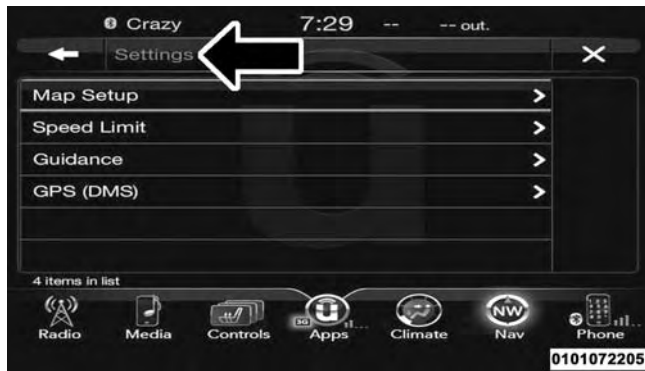 Crazy 7:29 -- -- out.
Settings
Map Setup
Speed Limit
Guidance
GPS (DMS)
4 items in list
3G
NW
Radio Media Controls Apps Climate Nav Phone
0101072205